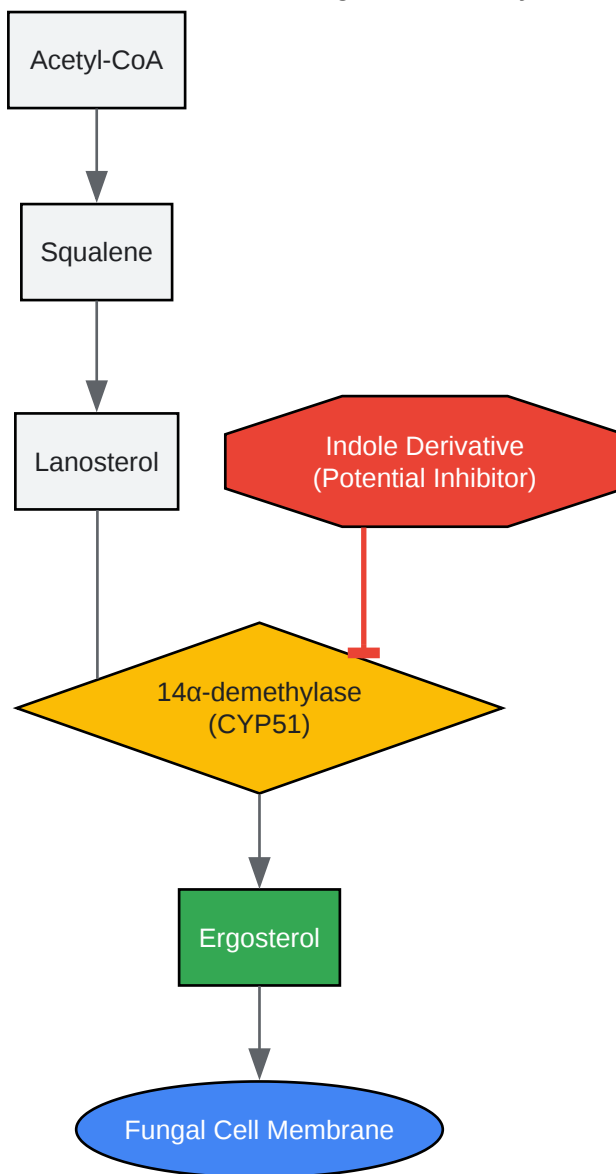 Acetyl-CoA
Squalene
Lanosterol
Indole Derivative
(Potential Inhibitor)
14α-demethylase
(CYP51)
Ergosterol
Fungal Cell Membrane